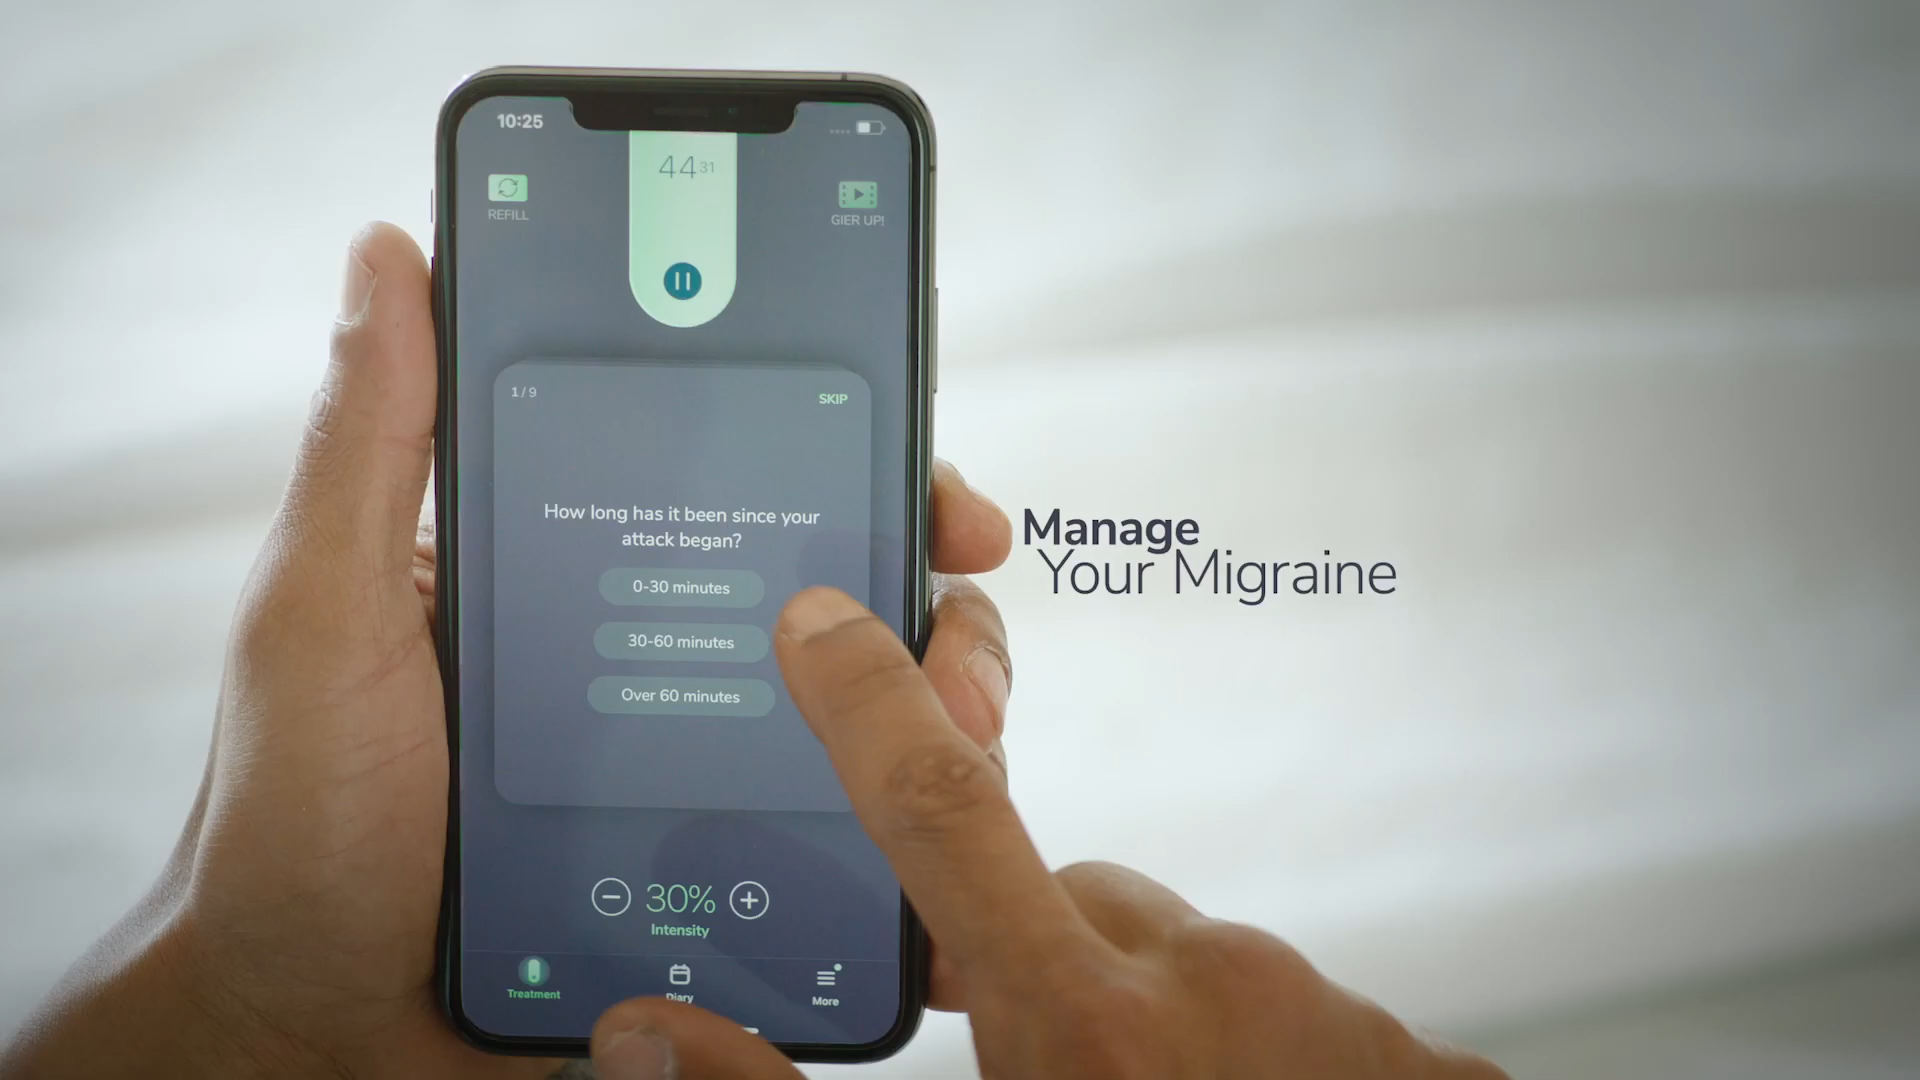 10:25
44 31
REFILL
GIER UP!
1/9
SKIP
How long has it been since your
attack began?
0-30 minutes
30-60 minutes
Over 60 minutes
30%
Intensity
Treatment
Diary
More
Manage
Your Migraine